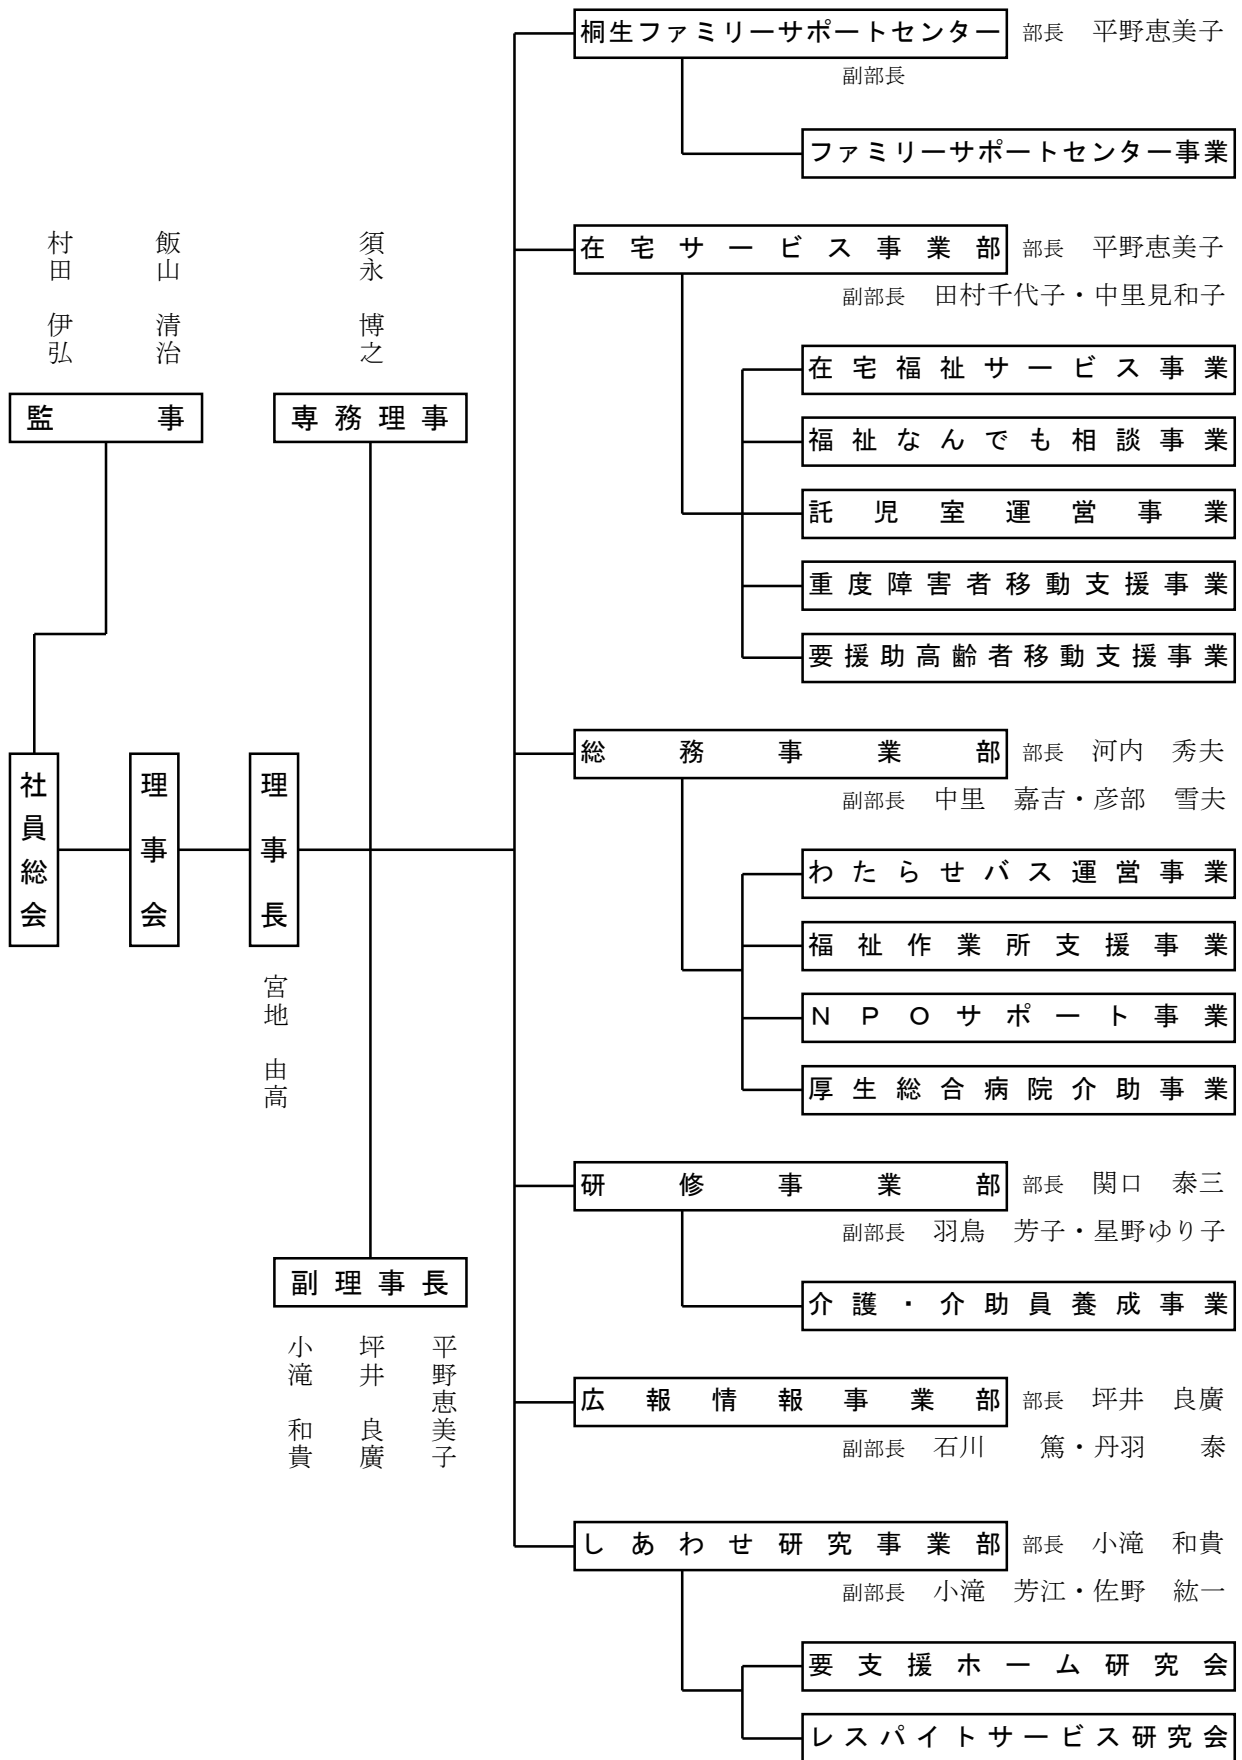 村田 伊弘
飯山 清治
監事
須永 博之
専務理事
社員総会
理事会
理事長
宮地 由高
副理事長
小滝 和貴
坪井 良廣
平野恵美子
桐生ファミリーサポートセンター 部長 平野恵美子
副部長
ファミリーサポートセンター事業
在宅サービス事業部 部長 平野恵美子
副部長 田村千代子・中里見和子
在宅福祉サービス事業
福祉なんでも相談事業
託児室運営事業
重度障害者移動支援事業
要援助高齢者移動支援事業
総務事業部 部長 河内 秀夫
副部長 中里 嘉吉・彦部 雪夫
わたらせバス運営事業
福祉作業所支援事業
NPOサポート事業
厚生総合病院介助事業
研修事業部 部長 関口 泰三
副部長 羽鳥 芳子・星野ゆり子
介護・介助員養成事業
広報情報事業部 部長 坪井 良廣
副部長 石川 篤・丹羽 泰
しあわせ研究事業部 部長 小滝 和貴
副部長 小滝 芳江・佐野 紘一
要支援ホーム研究会
レスパイトサービス研究会